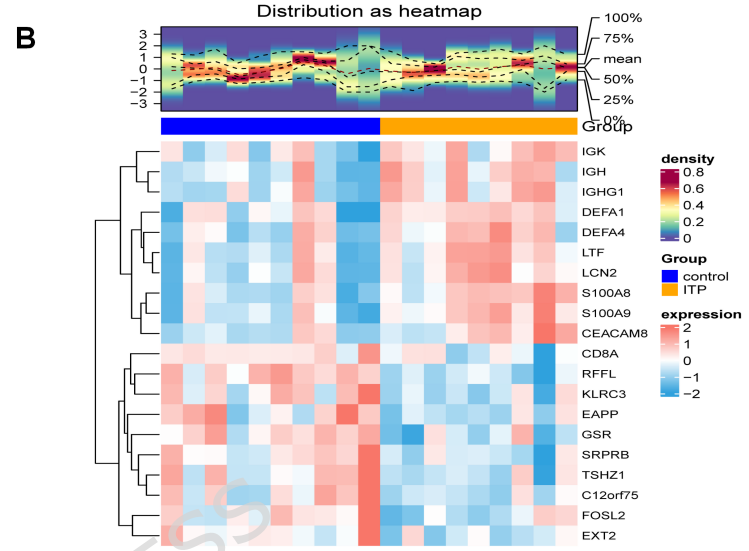 Distribution as heatmap
B
3
2
1
0
−1
−2
−3
100%
75%
mean
50%
25%
0%
Group
IGK
IGH
IGHG1
DEFA1
DEFA4
LTF
LCN2
S100A8
S100A9
CEACAM8
CD8A
RFFL
KLRC3
EAPP
GSR
SRPRB
TSHZ1
C12orf75
FOSL2
EXT2
density
0.8
0.6
0.4
0.2
0
Group
control
ITP
expression
2
1
0
−1
−2